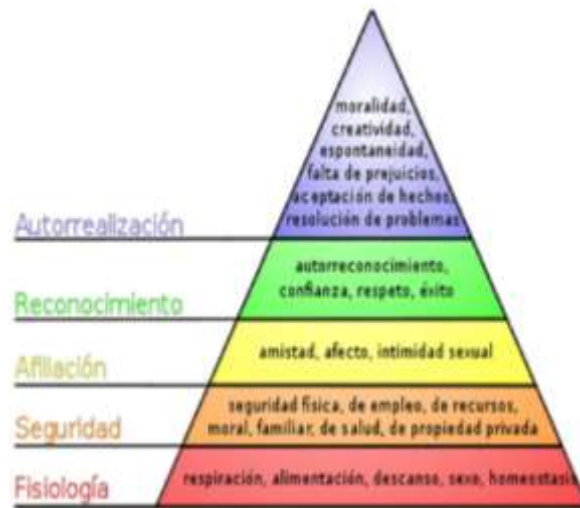 moralidad,
creatividad,
espontaneidad,
falta de prejuicios,
aceptación de hechos,
resolución de problemas
Autorrealización
autorreconocimiento,
confianza, respeto, éxito
Reconocimiento
amistad, afecto, intimidad sexual
Afiliación
seguridad física, de empleo, de recursos,
moral, familiar, de salud, de propiedad privada
Seguridad
respiración, alimentación, descanso, sexo, homeostasis
Fisiología